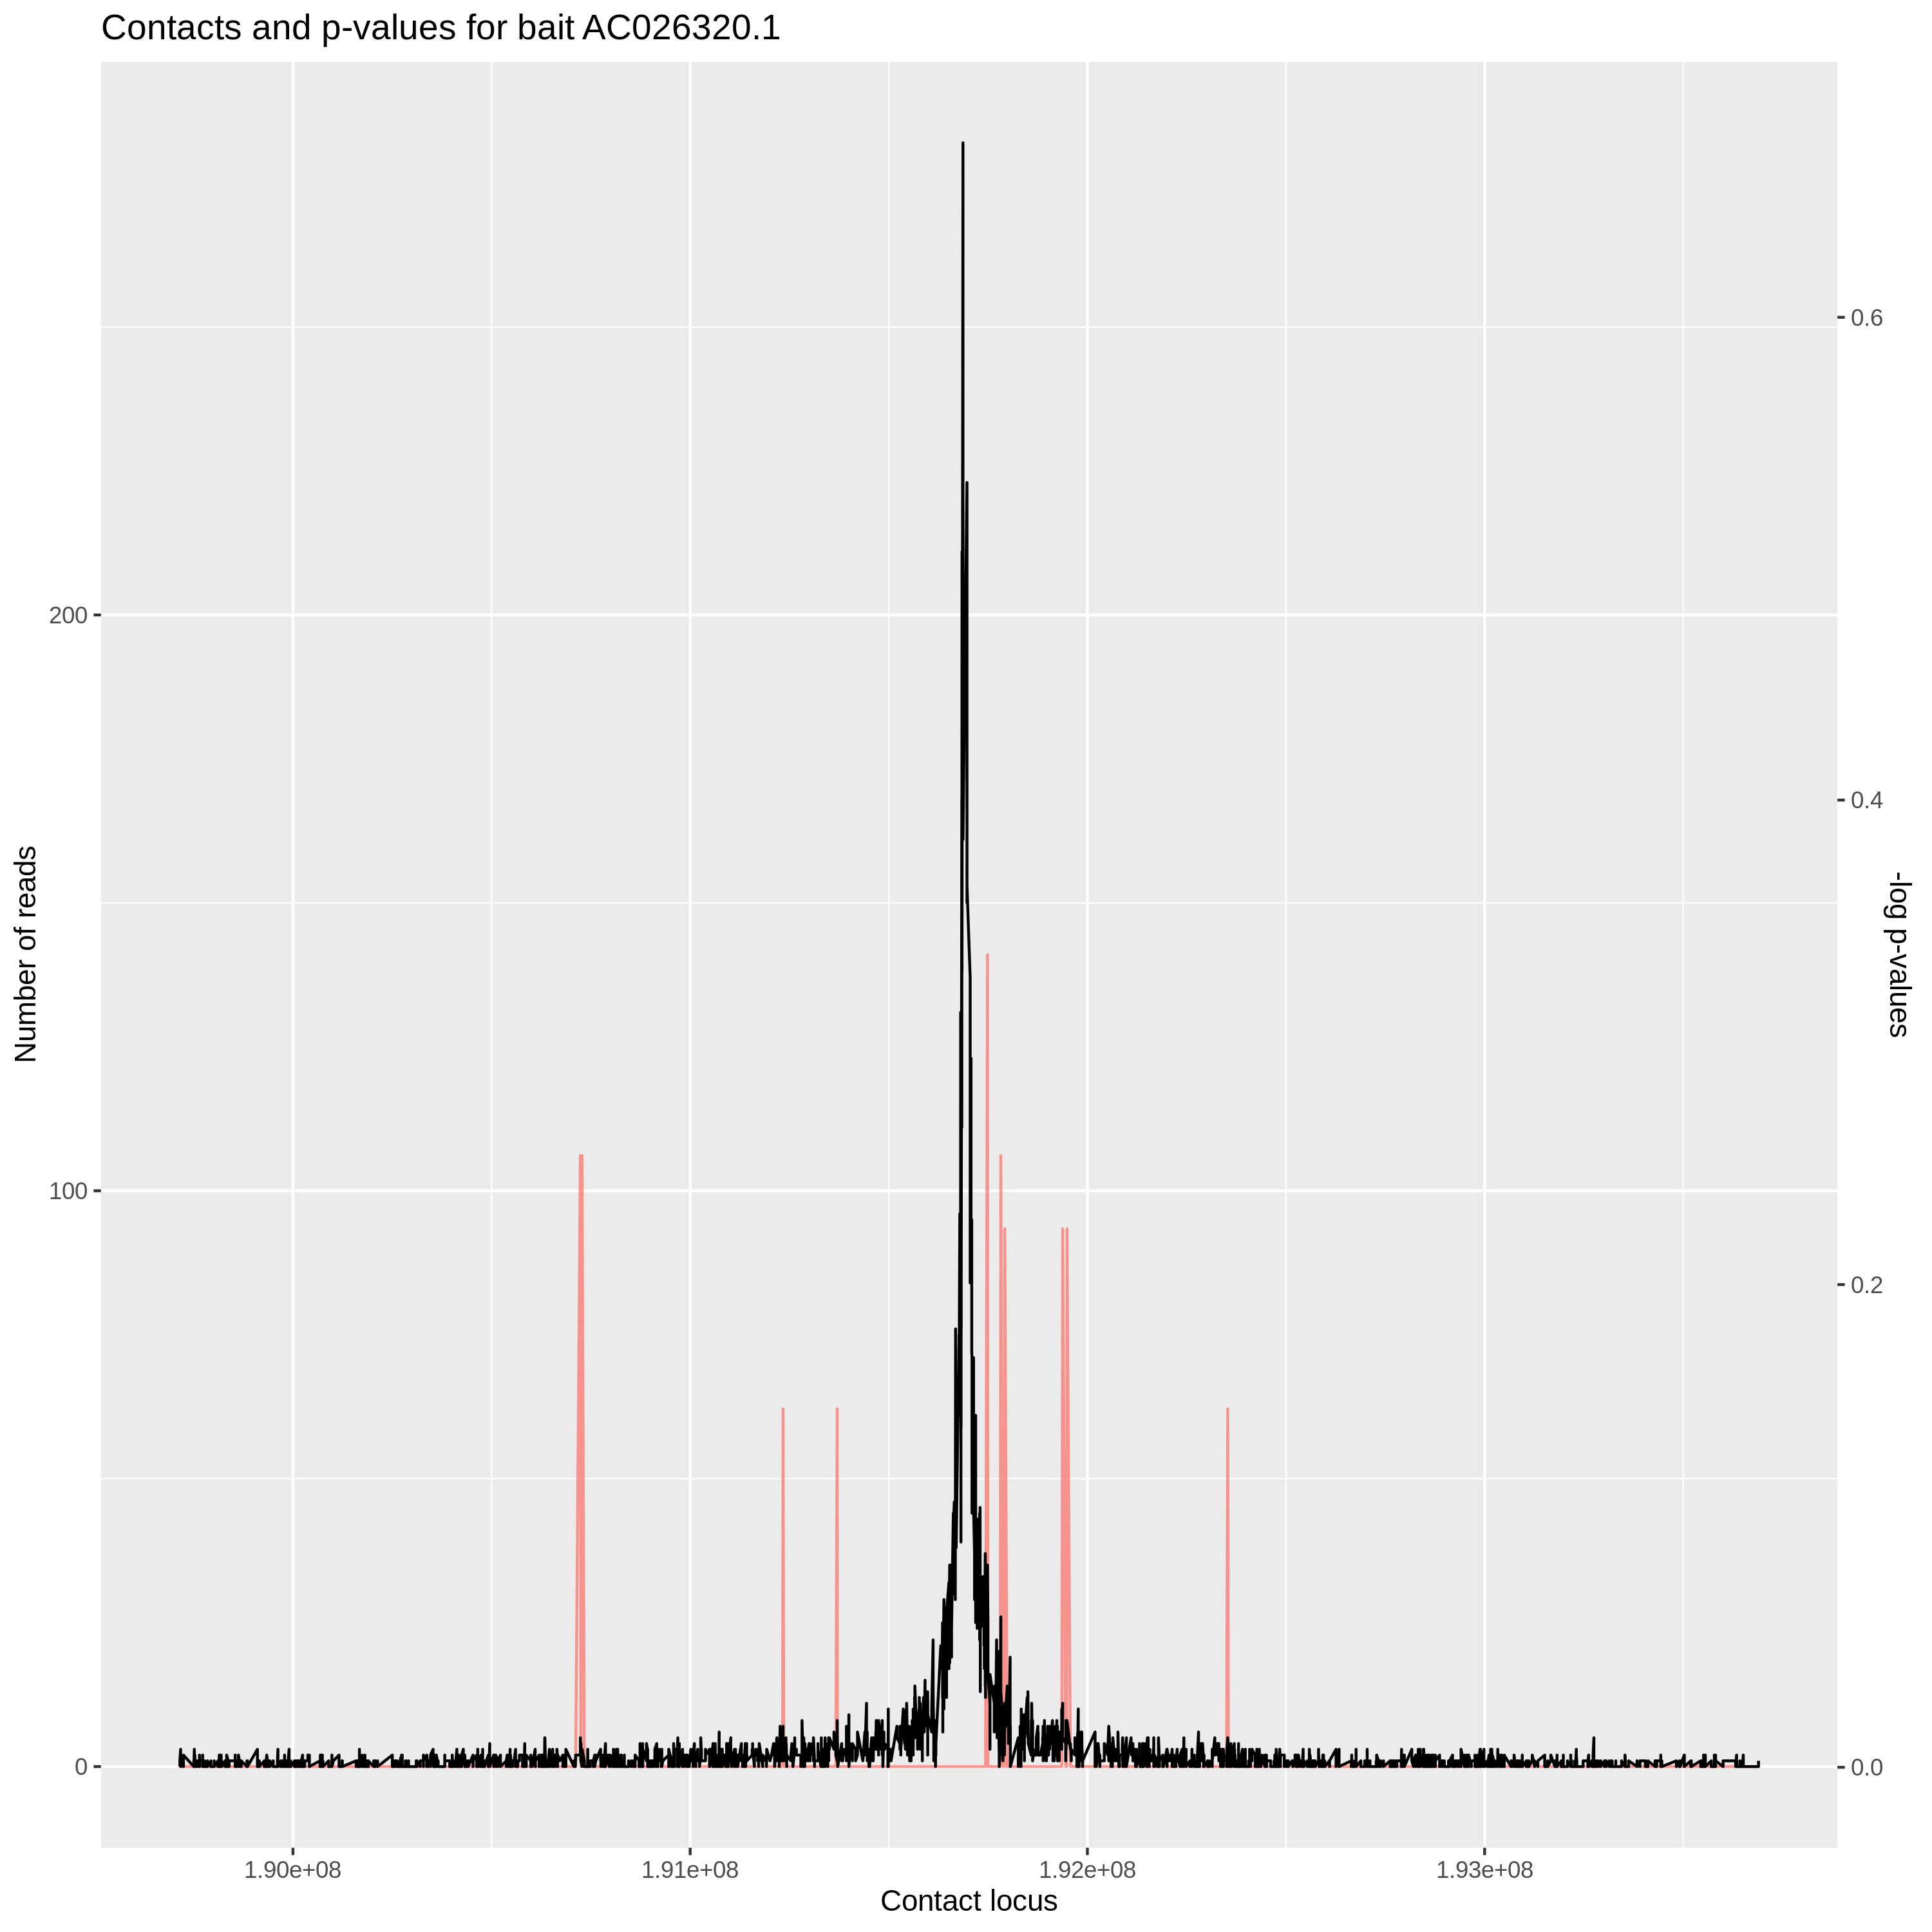 Contacts and p-values for bait AC026320.1
Number of reads
200
100
0
0.6
0.4
0.2
0.0
-log p-values
1.90e+08
1.91e+08
1.92e+08
1.93e+08
Contact locus